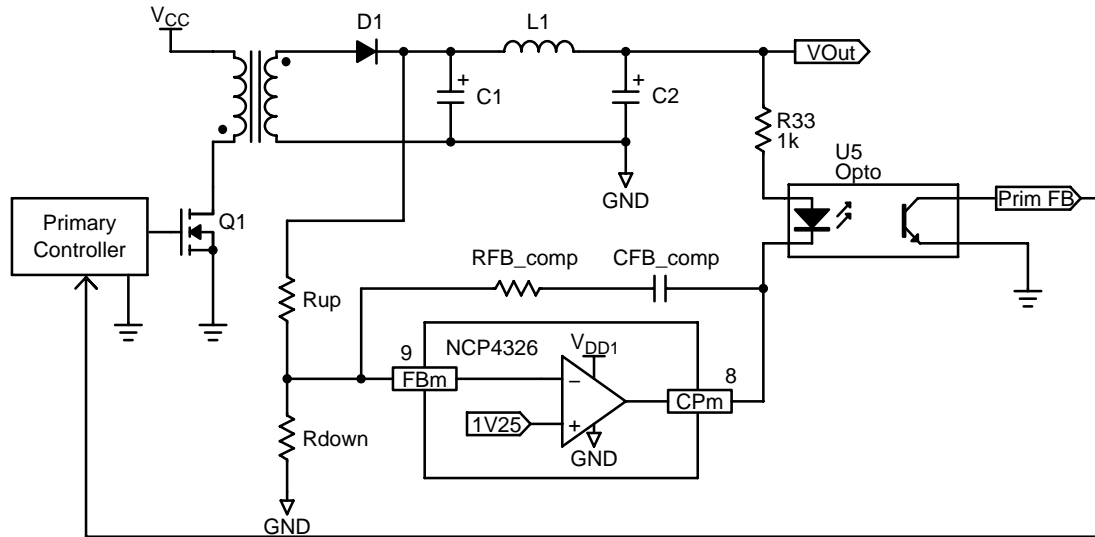 VCC
D1
L1
VOut
+
C1
+
C2
R33
1k
GND
U5
Opto
Prim FB
Primary
Controller
Q1
RFB_comp
CFB_comp
Rup
NCP4326
VDD1
9
FBm
−
8
CPm
1V25
+
GND
Rdown
GND